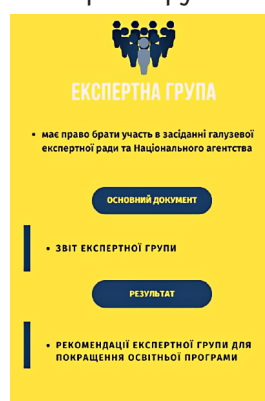 ЕКСПЕРТНА ГРУПА
• має право брати участь в засіданні галузевої
експертної ради та Національного агентства
ОСНОВНИЙ ДОКУМЕНТ
• ЗВІТ ЕКСПЕРТНОЇ ГРУПИ
РЕЗУЛЬТАТ
• РЕКОМЕНДАЦІЇ ЕКСПЕРТНОЇ ГРУПИ ДЛЯ
ПОКРАЩЕННЯ ОСВІТНЬОЇ ПРОГРАМИ